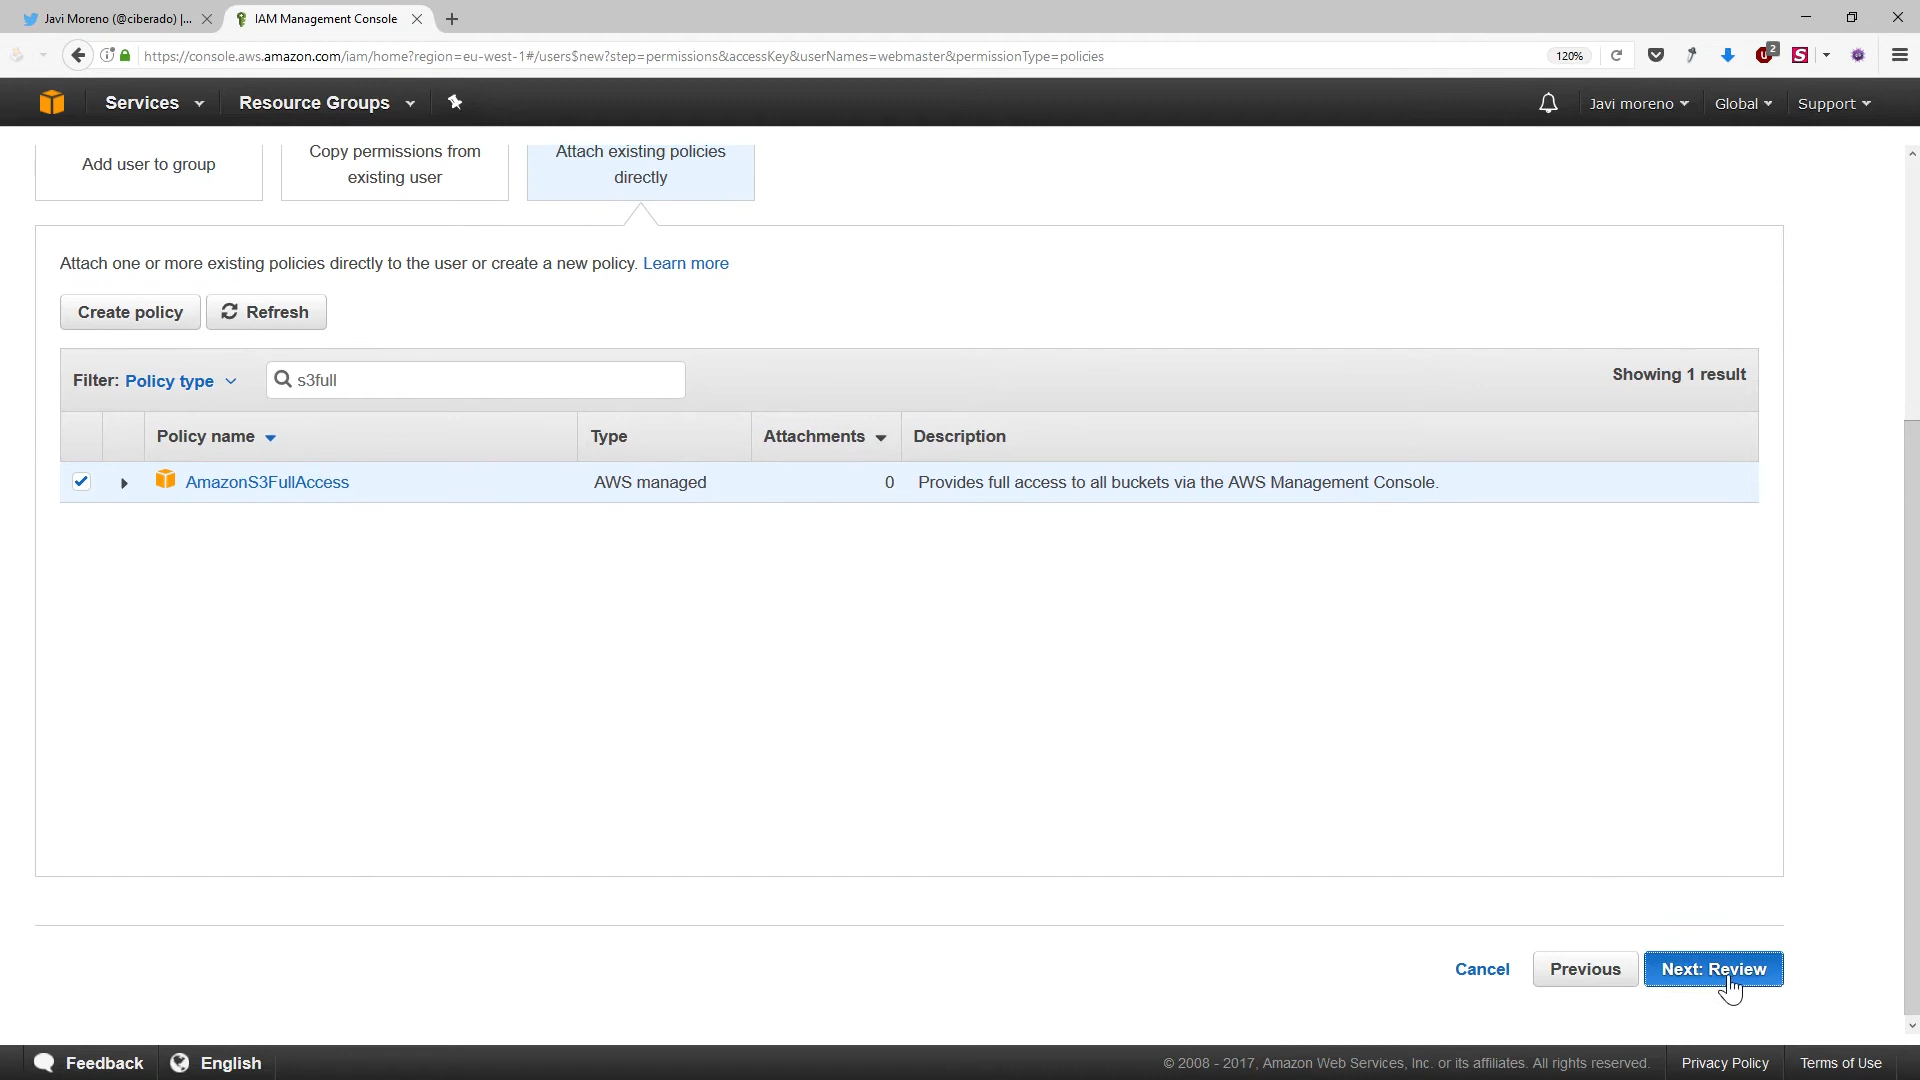 Javi Moreno (@ciberado) |...
IAM Management Console
https://console.aws.amazon.com/iam/home?region=eu-west-1#/users$new?step=permissions&accessKey&userNames=webmaster&permissionType=policies
120%
2
Services
Resource Groups
Javi moreno
Global
Support
Add user to group
Copy permissions from
existing user
Attach existing policies
directly
Attach one or more existing policies directly to the user or create a new policy. Learn more
Create policy
Refresh
Filter: Policy type
s3full
Showing 1 result
Policy name
Type
Attachments
Description
AmazonS3FullAccess
AWS managed
0
Provides full access to all buckets via the AWS Management Console.
Cancel
Previous
Next: Review
Feedback
English
© 2008 - 2017, Amazon Web Services, Inc. or its affiliates. All rights reserved.
Privacy Policy
Terms of Use